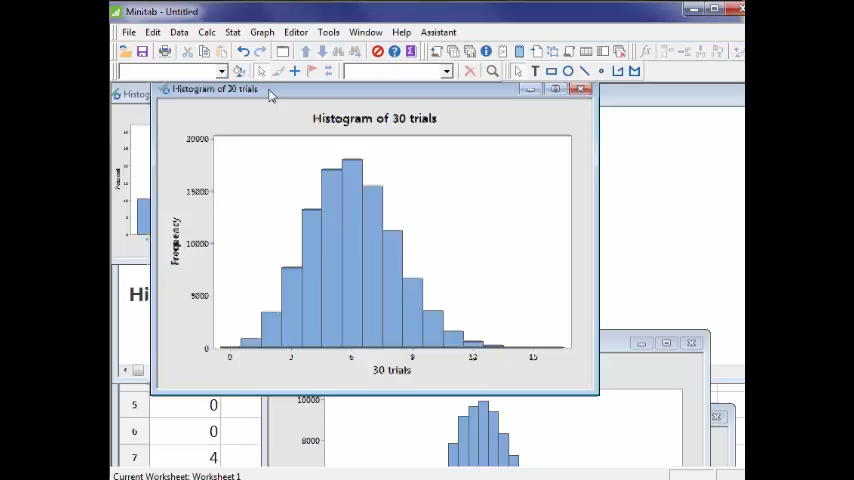 Minitab - Untitled
File Edit Data Calc Stat Graph Editor Tools Window Help Assistant
Histogram of 30 trials
Histogram of 30 trials
20000
15000
10000
5000
0
Frequency
0 3 6 9 12 15
30 trials
Percent
Hi
5 0
6 0
7 4
10000
8000
Current Worksheet: Worksheet 1